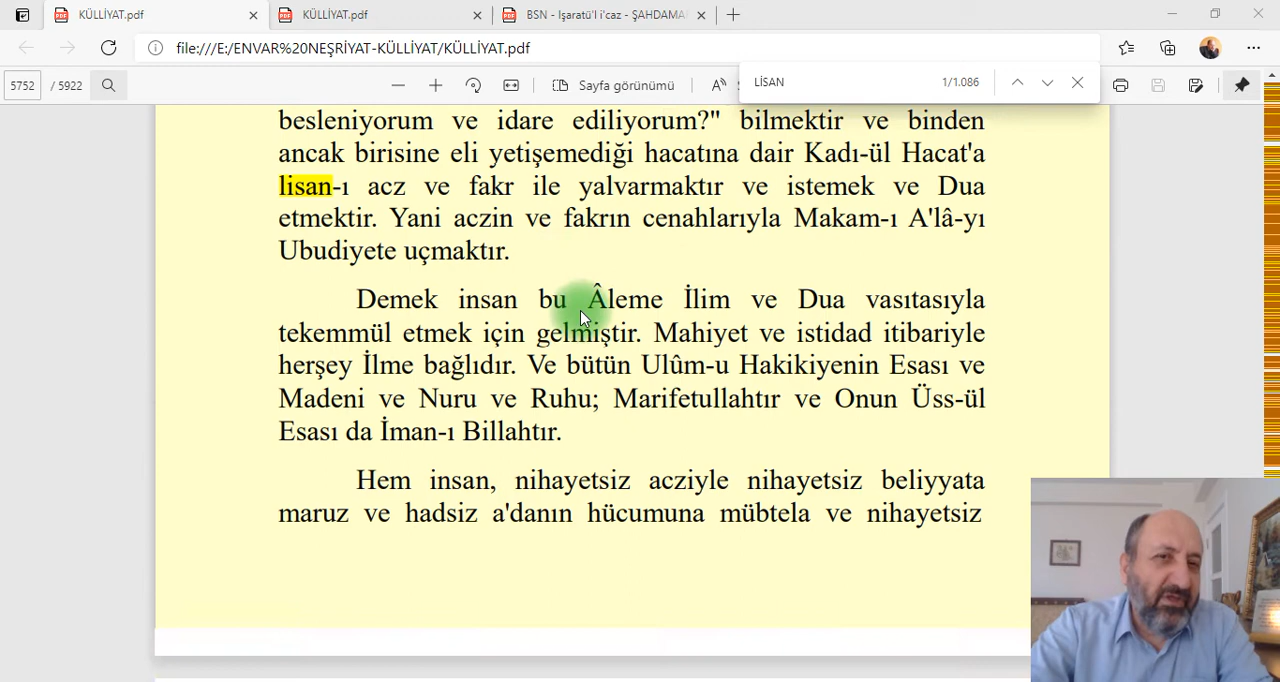 KÜLLİYAT.pdf
KÜLLİYAT.pdf
BSN - Işaratü'l i'caz - ŞAHDAMA
file:///E:/ENVAR%20NEŞRİYAT-KÜLLİYAT/KÜLLİYAT.pdf
5752 / 5922
Sayfa görünümü
LİSAN
1/1.086
besleniyorum ve idare ediliyorum?" bilmektir ve binden
ancak birisine eli yetişemediği hacatına dair Kadı-ül Hacat'a
lisan-ı acz ve fakr ile yalvarmaktır ve istemek ve Dua
etmektir. Yani aczin ve fakrın cenahlarıyla Makam-ı A'lâ-yı
Ubudiyete uçmaktır.
Demek insan bu Âleme İlim ve Dua vasıtasıyla
tekemmül etmek için gelmiştir. Mahiyet ve istidad itibariyle
herşey İlme bağlıdır. Ve bütün Ulûm-u Hakikiyenin Esası ve
Madeni ve Nuru ve Ruhu; Marifetullahtır ve Onun Üss-ül
Esası da İman-ı Billahtır.
Hem insan, nihayetsiz acziyle nihayetsiz beliyyata
maruz ve hadsiz a'danın hücumuna mübtela ve nihayetsiz